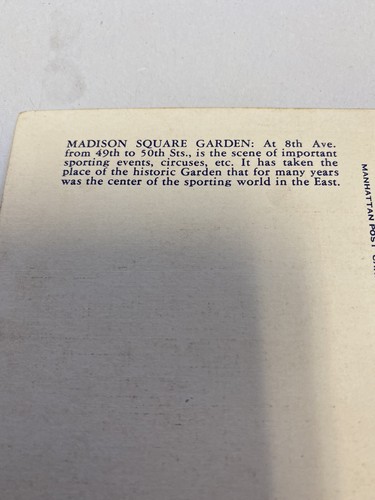 MADISON SQUARE GARDEN: At 8th Ave.
from 49th to 50th Sts., is the scene of important
sporting events, circuses, etc. It has taken the
place of the historic Garden that for many years
was the center of the sporting world in the East.
MANHATTAN POST